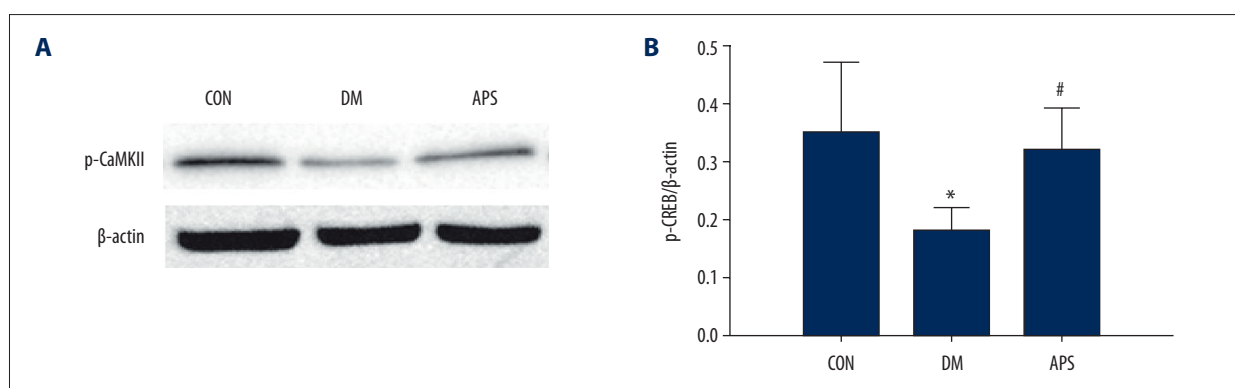 A
CON DM APS
p-CaMKII
β-actin
B
p-CREB/β-actin
0.5
0.4
0.3
0.2
0.1
0.0
*
#
CON DM APS